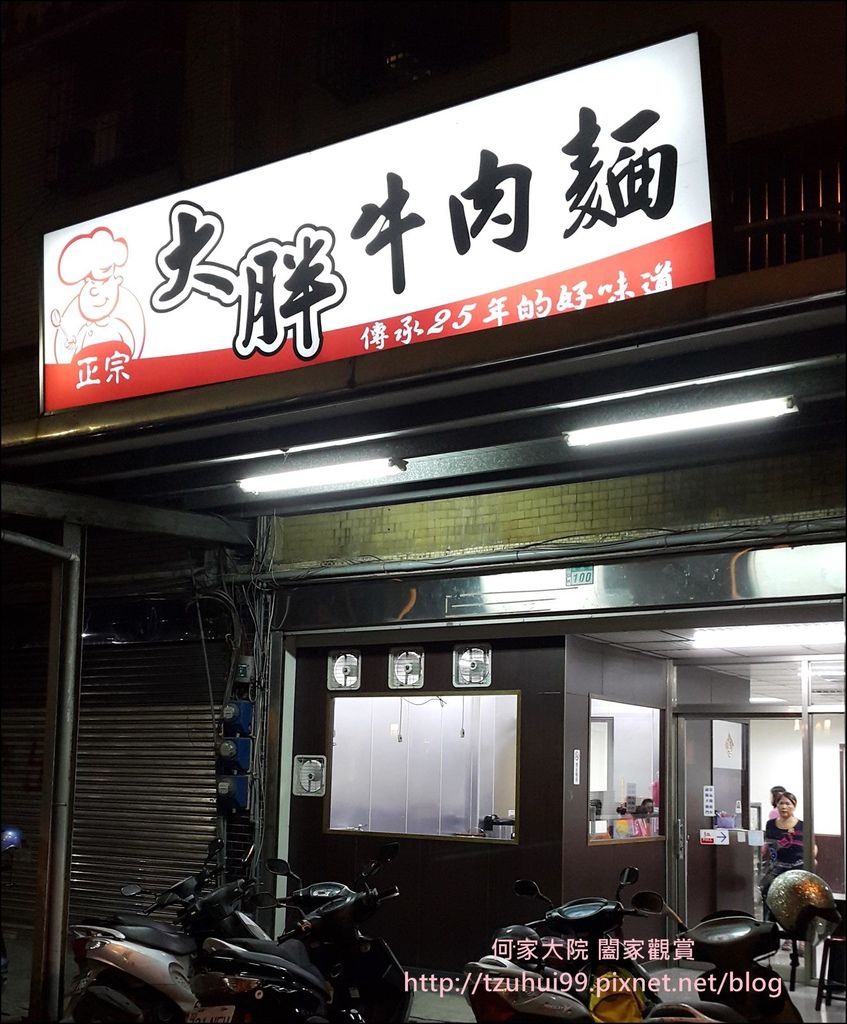 大胖牛肉麵
傳承25年的好味道
正宗
100
何家大院 闔家觀賞
http://tzuhui99.pixnet.net/blog